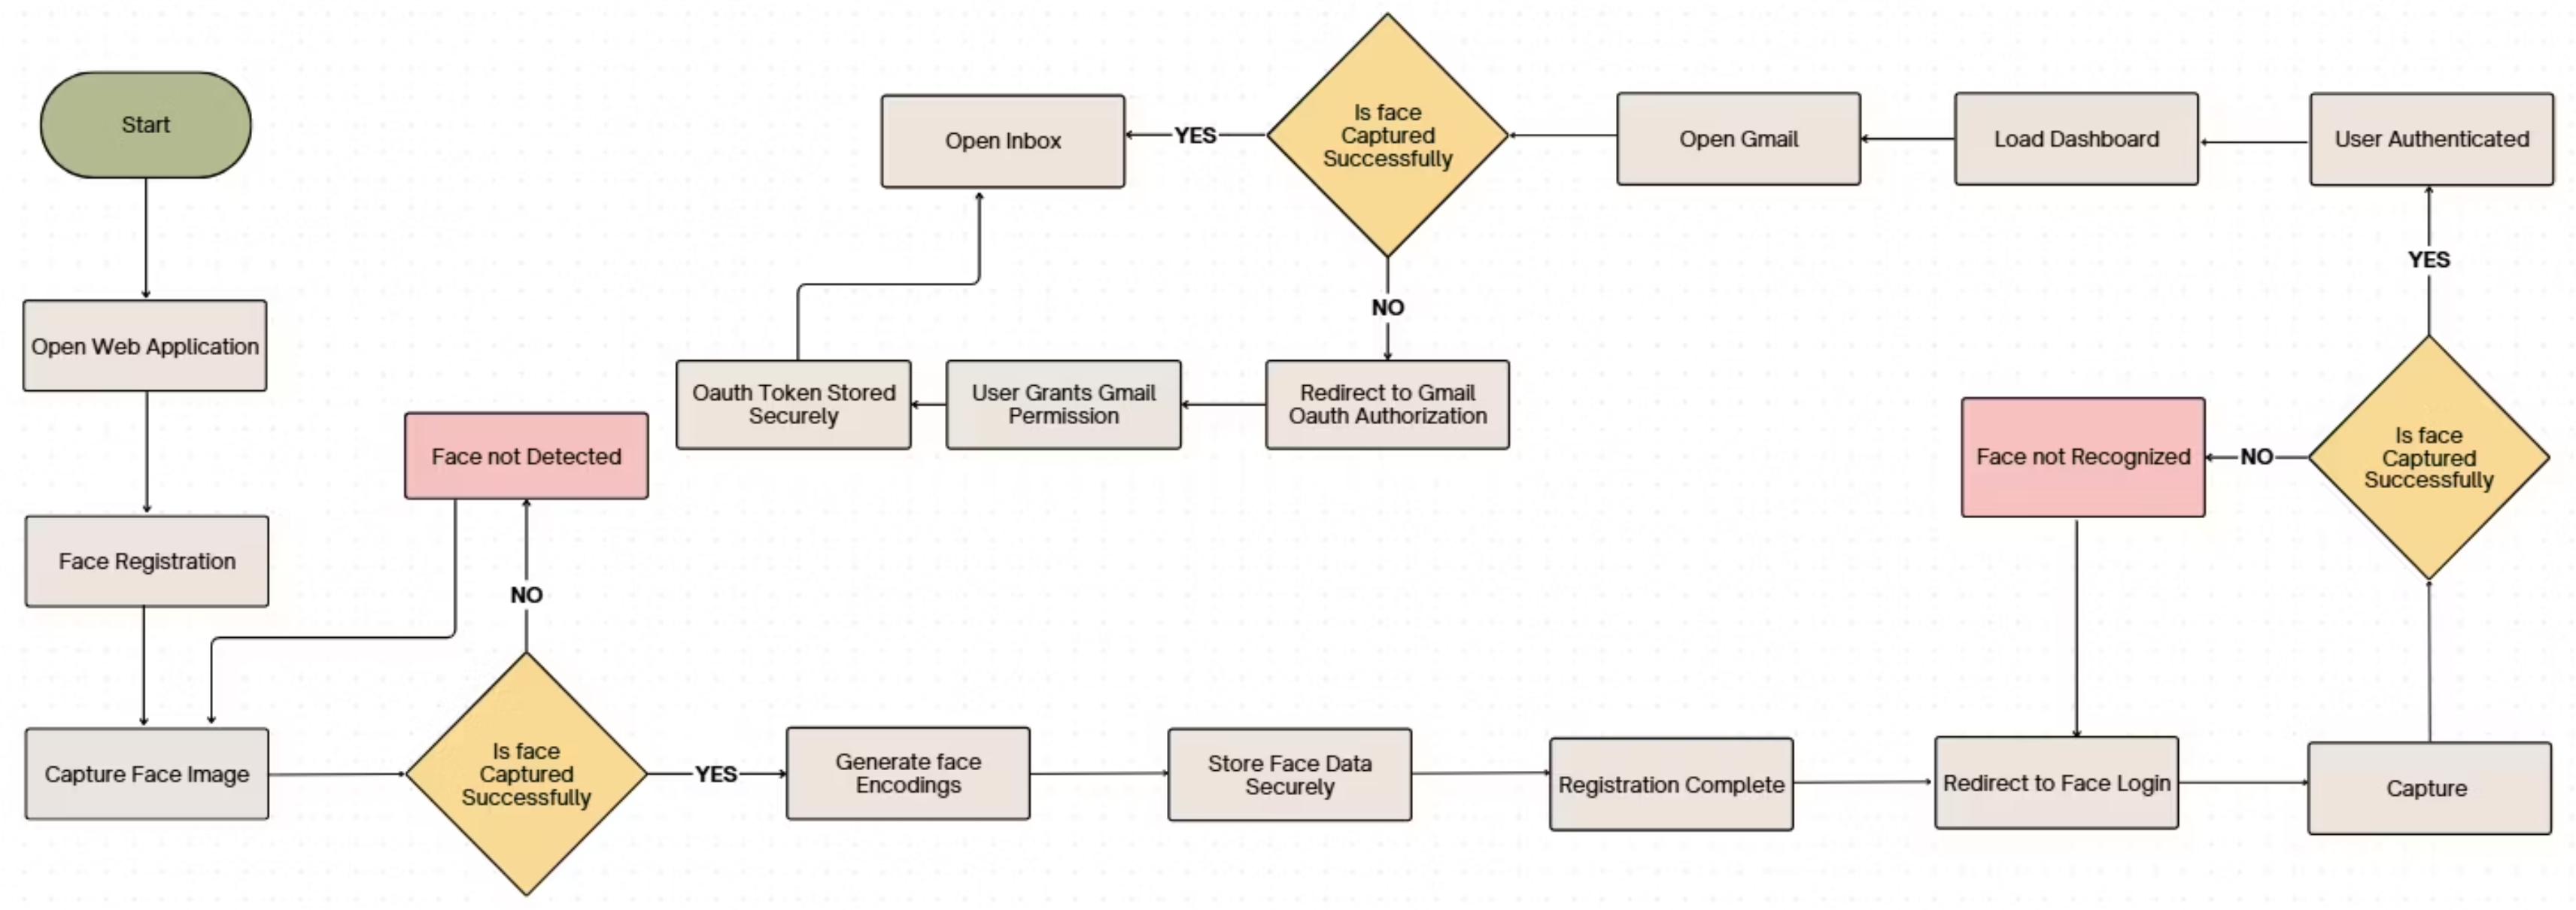 Start
Open Web Application
Face Registration
Capture Face Image
Is face
Captured
Successfully
NO
Face not Detected
YES
Generate face
Encodings
Store Face Data
Securely
Registration Complete
Redirect to Face Login
Capture
Is face
Captured
Successfully
NO
Face not Recognized
YES
User Authenticated
Load Dashboard
Open Gmail
Is face
Captured
Successfully
YES
Open Inbox
NO
Redirect to Gmail
Oauth Authorization
User Grants Gmail
Permission
Oauth Token Stored
Securely